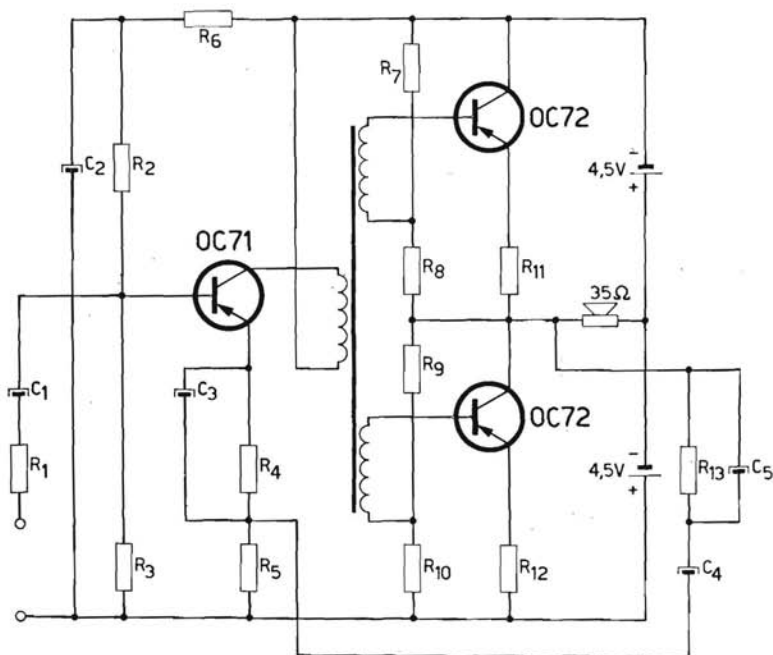 R6
R7
OC72
C2
R2
4,5V
-
+
OC71
R8
R11
35Ω
C1
C3
R9
OC72
R1
R4
4,5V
-
+
R13
C5
R3
R5
R10
R12
C4